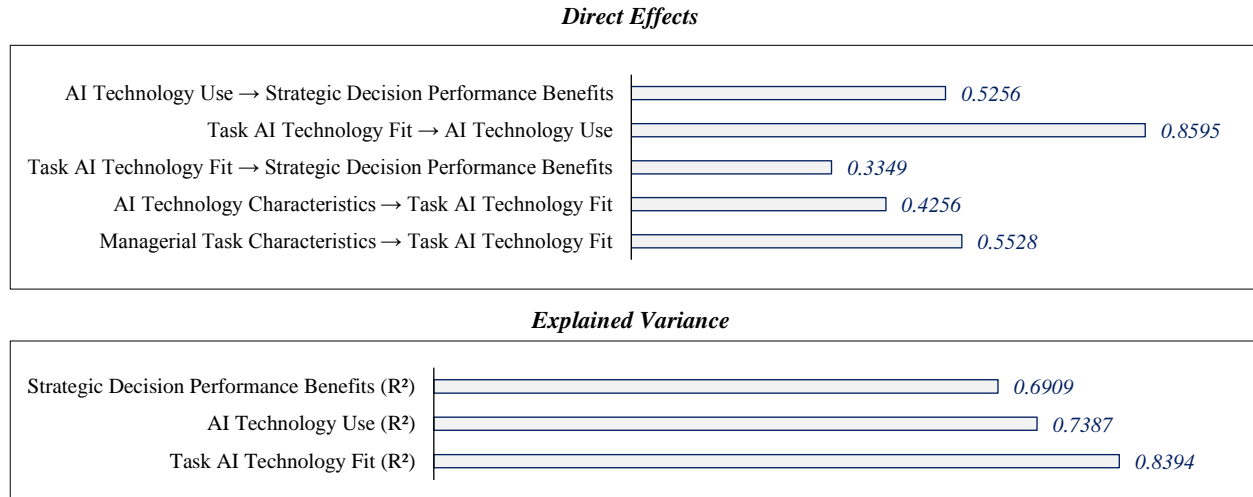 Direct Effects
AI Technology Use → Strategic Decision Performance Benefits 0.5256
Task AI Technology Fit → AI Technology Use 0.8595
Task AI Technology Fit → Strategic Decision Performance Benefits 0.3349
AI Technology Characteristics → Task AI Technology Fit 0.4256
Managerial Task Characteristics → Task AI Technology Fit 0.5528
Explained Variance
Strategic Decision Performance Benefits (R²) 0.6909
AI Technology Use (R²) 0.7387
Task AI Technology Fit (R²) 0.8394